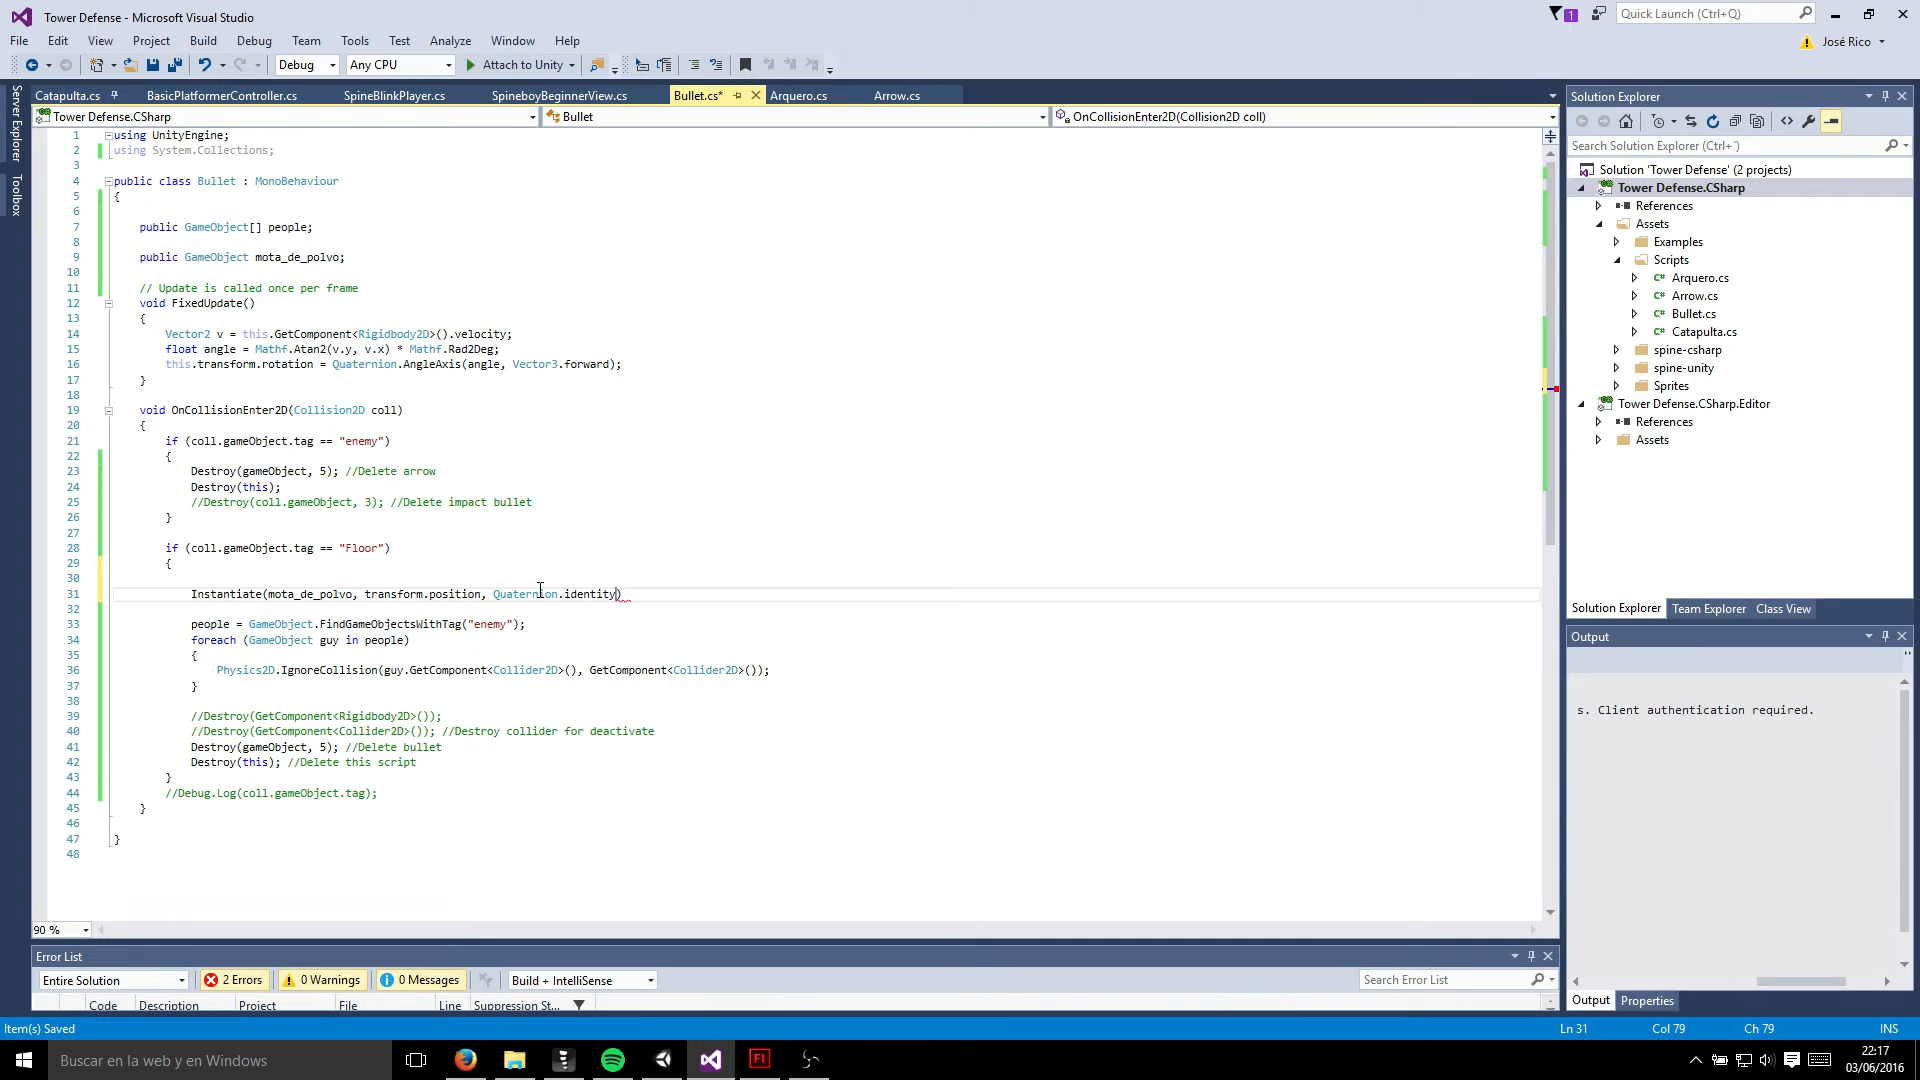 Tower Defense - Microsoft Visual Studio
1
Quick Launch (Ctrl+Q)
File Edit View Project Build Debug Team Tools Test Analyze Window Help
José Rico
Debug Any CPU Attach to Unity
Server Explorer
Toolbox
Catapulta.cs BasicPlatformerController.cs SpineBlinkPlayer.cs SpineboyBeginnerView.cs Bullet.cs* Arquero.cs Arrow.cs
Tower Defense.CSharp Bullet OnCollisionEnter2D(Collision2D coll)
1 using UnityEngine;
2 using System.Collections;
3
4 public class Bullet : MonoBehaviour
5 {
6
7 public GameObject[] people;
8
9 public GameObject mota_de_polvo;
10
11 // Update is called once per frame
12 void FixedUpdate()
13 {
14 Vector2 v = this.GetComponent<Rigidbody2D>().velocity;
15 float angle = Mathf.Atan2(v.y, v.x) * Mathf.Rad2Deg;
16 this.transform.rotation = Quaternion.AngleAxis(angle, Vector3.forward);
17 }
18
19 void OnCollisionEnter2D(Collision2D coll)
20 {
21 if (coll.gameObject.tag == "enemy")
22 {
23 Destroy(gameObject, 5); //Delete arrow
24 Destroy(this);
25 //Destroy(coll.gameObject, 3); //Delete impact bullet
26 }
27
28 if (coll.gameObject.tag == "Floor")
29 {
30
31 Instantiate(mota_de_polvo, transform.position, Quaternion.identity)
32
33 people = GameObject.FindGameObjectsWithTag("enemy");
34 foreach (GameObject guy in people)
35 {
36 Physics2D.IgnoreCollision(guy.GetComponent<Collider2D>(), GetComponent<Collider2D>());
37 }
38
39 //Destroy(GetComponent<Rigidbody2D>());
40 //Destroy(GetComponent<Collider2D>()); //Destroy collider for deactivate
41 Destroy(gameObject, 5); //Delete bullet
42 Destroy(this); //Delete this script
43 }
44 //Debug.Log(coll.gameObject.tag);
45 }
46
47 }
48
90 %
Solution Explorer
Search Solution Explorer (Ctrl+`)
Solution 'Tower Defense' (2 projects)
Tower Defense.CSharp
References
Assets
Examples
Scripts
C# Arquero.cs
C# Arrow.cs
C# Bullet.cs
C# Catapulta.cs
spine-csharp
spine-unity
Sprites
Tower Defense.CSharp.Editor
References
Assets
Solution Explorer Team Explorer Class View
Output
s. Client authentication required.
Output Properties
Error List
Entire Solution 2 Errors 0 Warnings 0 Messages Build + IntelliSense Search Error List
Code Description Project File Line Suppression St...
Item(s) Saved Ln 31 Col 79 Ch 79 INS
Buscar en la web y en Windows
Fl
22:17
03/06/2016